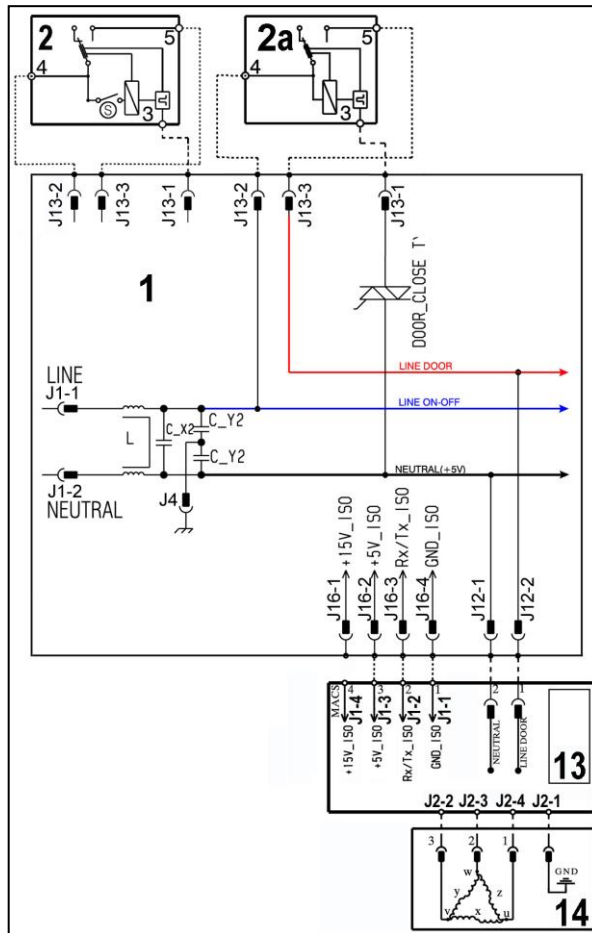 2
5
4
S
3
2a
5
4
3
J13-2
J13-3
J13-1
J13-2
J13-3
J13-1
1
DOOR_CLOSE T`
LINE DOOR
LINE
J1-1
LINE ON-OFF
L
C_X2
C_Y2
C_Y2
NEUTRAL(+5V)
J1-2
NEUTRAL
J4
+15V_ISO
+5V_ISO
Rx/Tx_ISO
GND_ISO
J16-1
J16-2
J16-3
J16-4
J12-1
J12-2
MACS
4
3
2
1
2
1
J1-4
J1-3
J1-2
J1-1
+15V_ISO
+5V_ISO
Rx/Tx_ISO
GND_ISO
NEUTRAL
LINE DOOR
13
J2-2 J2-3 J2-4 J2-1
3
2
1
GND
w
y
z
v
x
u
14